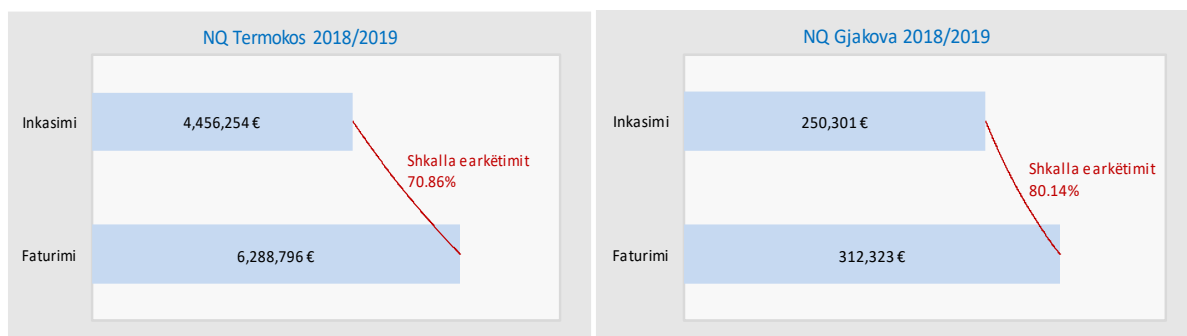 NQ Termokos 2018/2019
Inkasimi
4,456,254 €
Shkalla e arkëtimit
70.86%
Faturimi
6,288,796 €
NQ Gjakova 2018/2019
Inkasimi
250,301 €
Shkalla e arkëtimit
80.14%
Faturimi
312,323 €